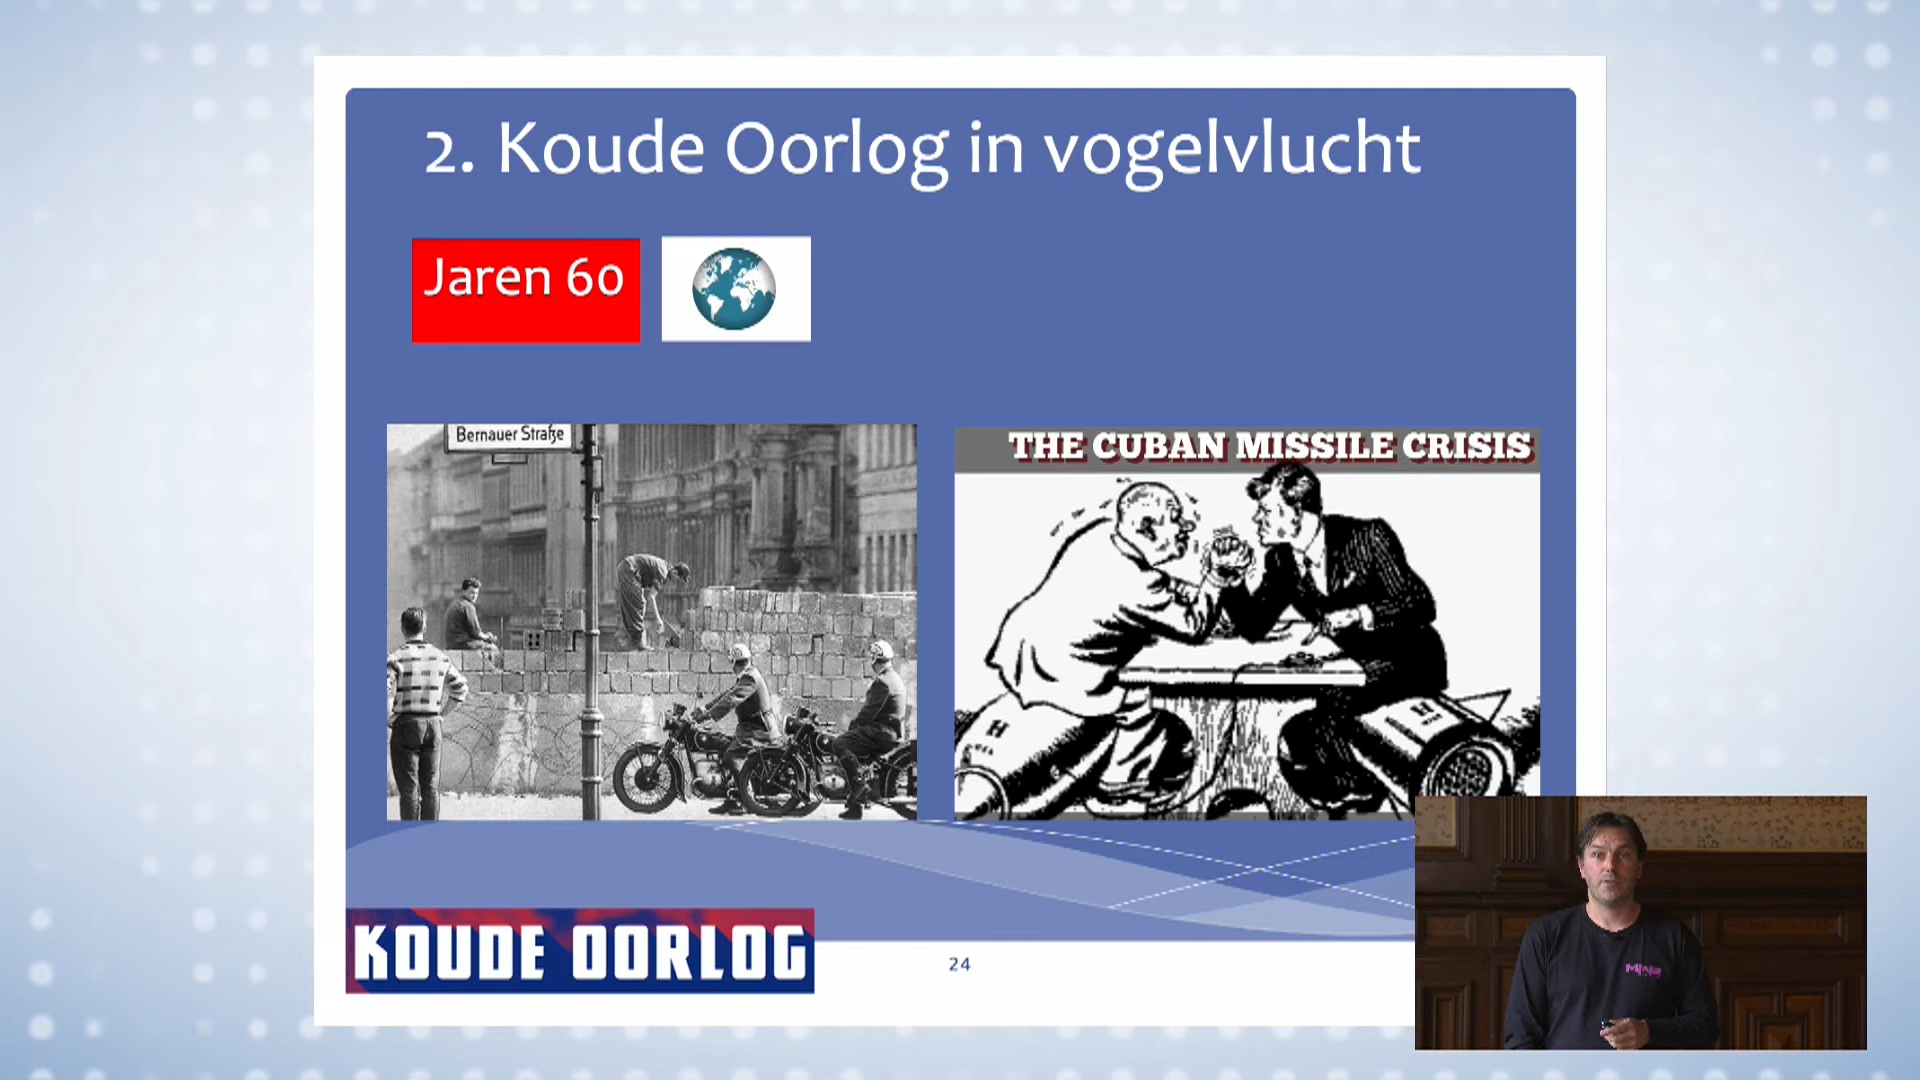 2. Koude Oorlog in vogelvlucht
Jaren 60
Bernauer Straße
THE CUBAN MISSILE CRISIS
H
H
KOUDE OORLOG
24